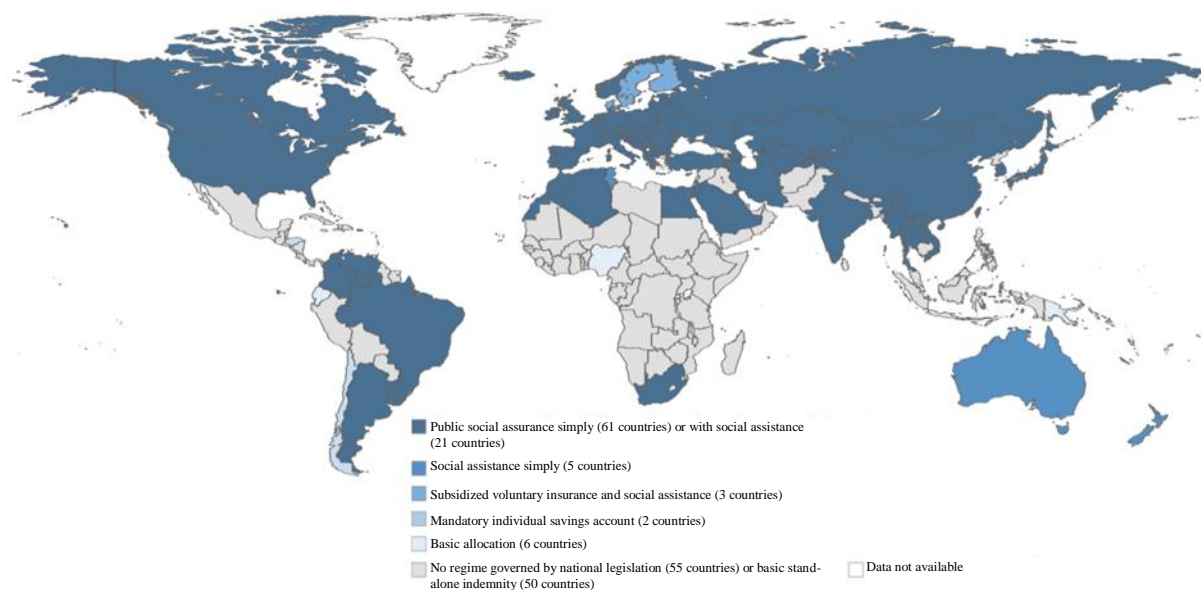 Public social assurance simply (61 countries) or with social assistance
(21 countries)
Social assistance simply (5 countries)
Subsidized voluntary insurance and social assistance (3 countries)
Mandatory individual savings account (2 countries)
Basic allocation (6 countries)
No regime governed by national legislation (55 countries) or basic stand-
alone indemnity (50 countries)
Data not available